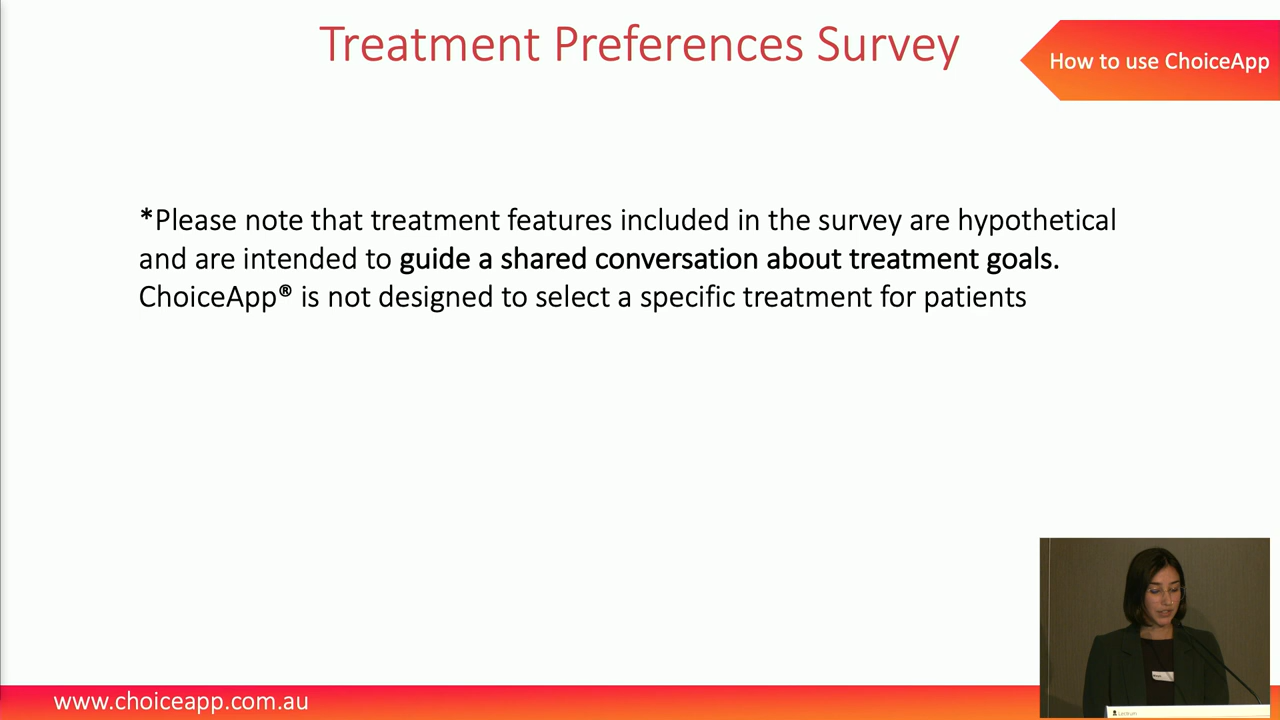 Treatment Preferences Survey
How to use ChoiceApp
*Please note that treatment features included in the survey are hypothetical
and are intended to guide a shared conversation about treatment goals.
ChoiceApp® is not designed to select a specific treatment for patients
www.choiceapp.com.au